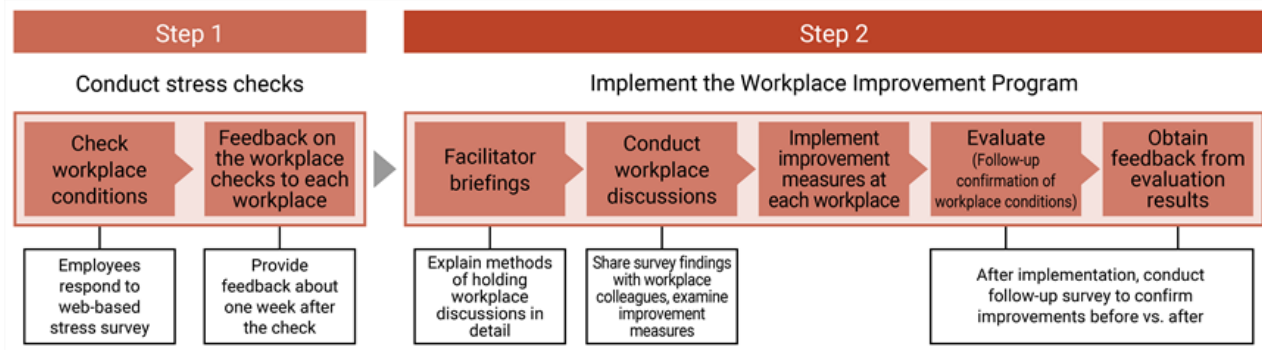 Step 1
Step 2
Conduct stress checks
Implement the Workplace Improvement Program
Check
workplace
conditions
Feedback on
the workplace
checks to each
workplace
Facilitator
briefings
Conduct
workplace
discussions
Implement
improvement
measures at
each workplace
Evaluate
(Follow-up
confirmation of
workplace conditions)
Obtain
feedback from
evaluation
results
Employees
respond to
web-based
stress survey
Provide
feedback about
one week after
the check
Explain methods
of holding
workplace
discussions in
detail
Share survey findings
with workplace
colleagues, examine
improvement
measures
After implementation, conduct
follow-up survey to confirm
improvements before vs. after